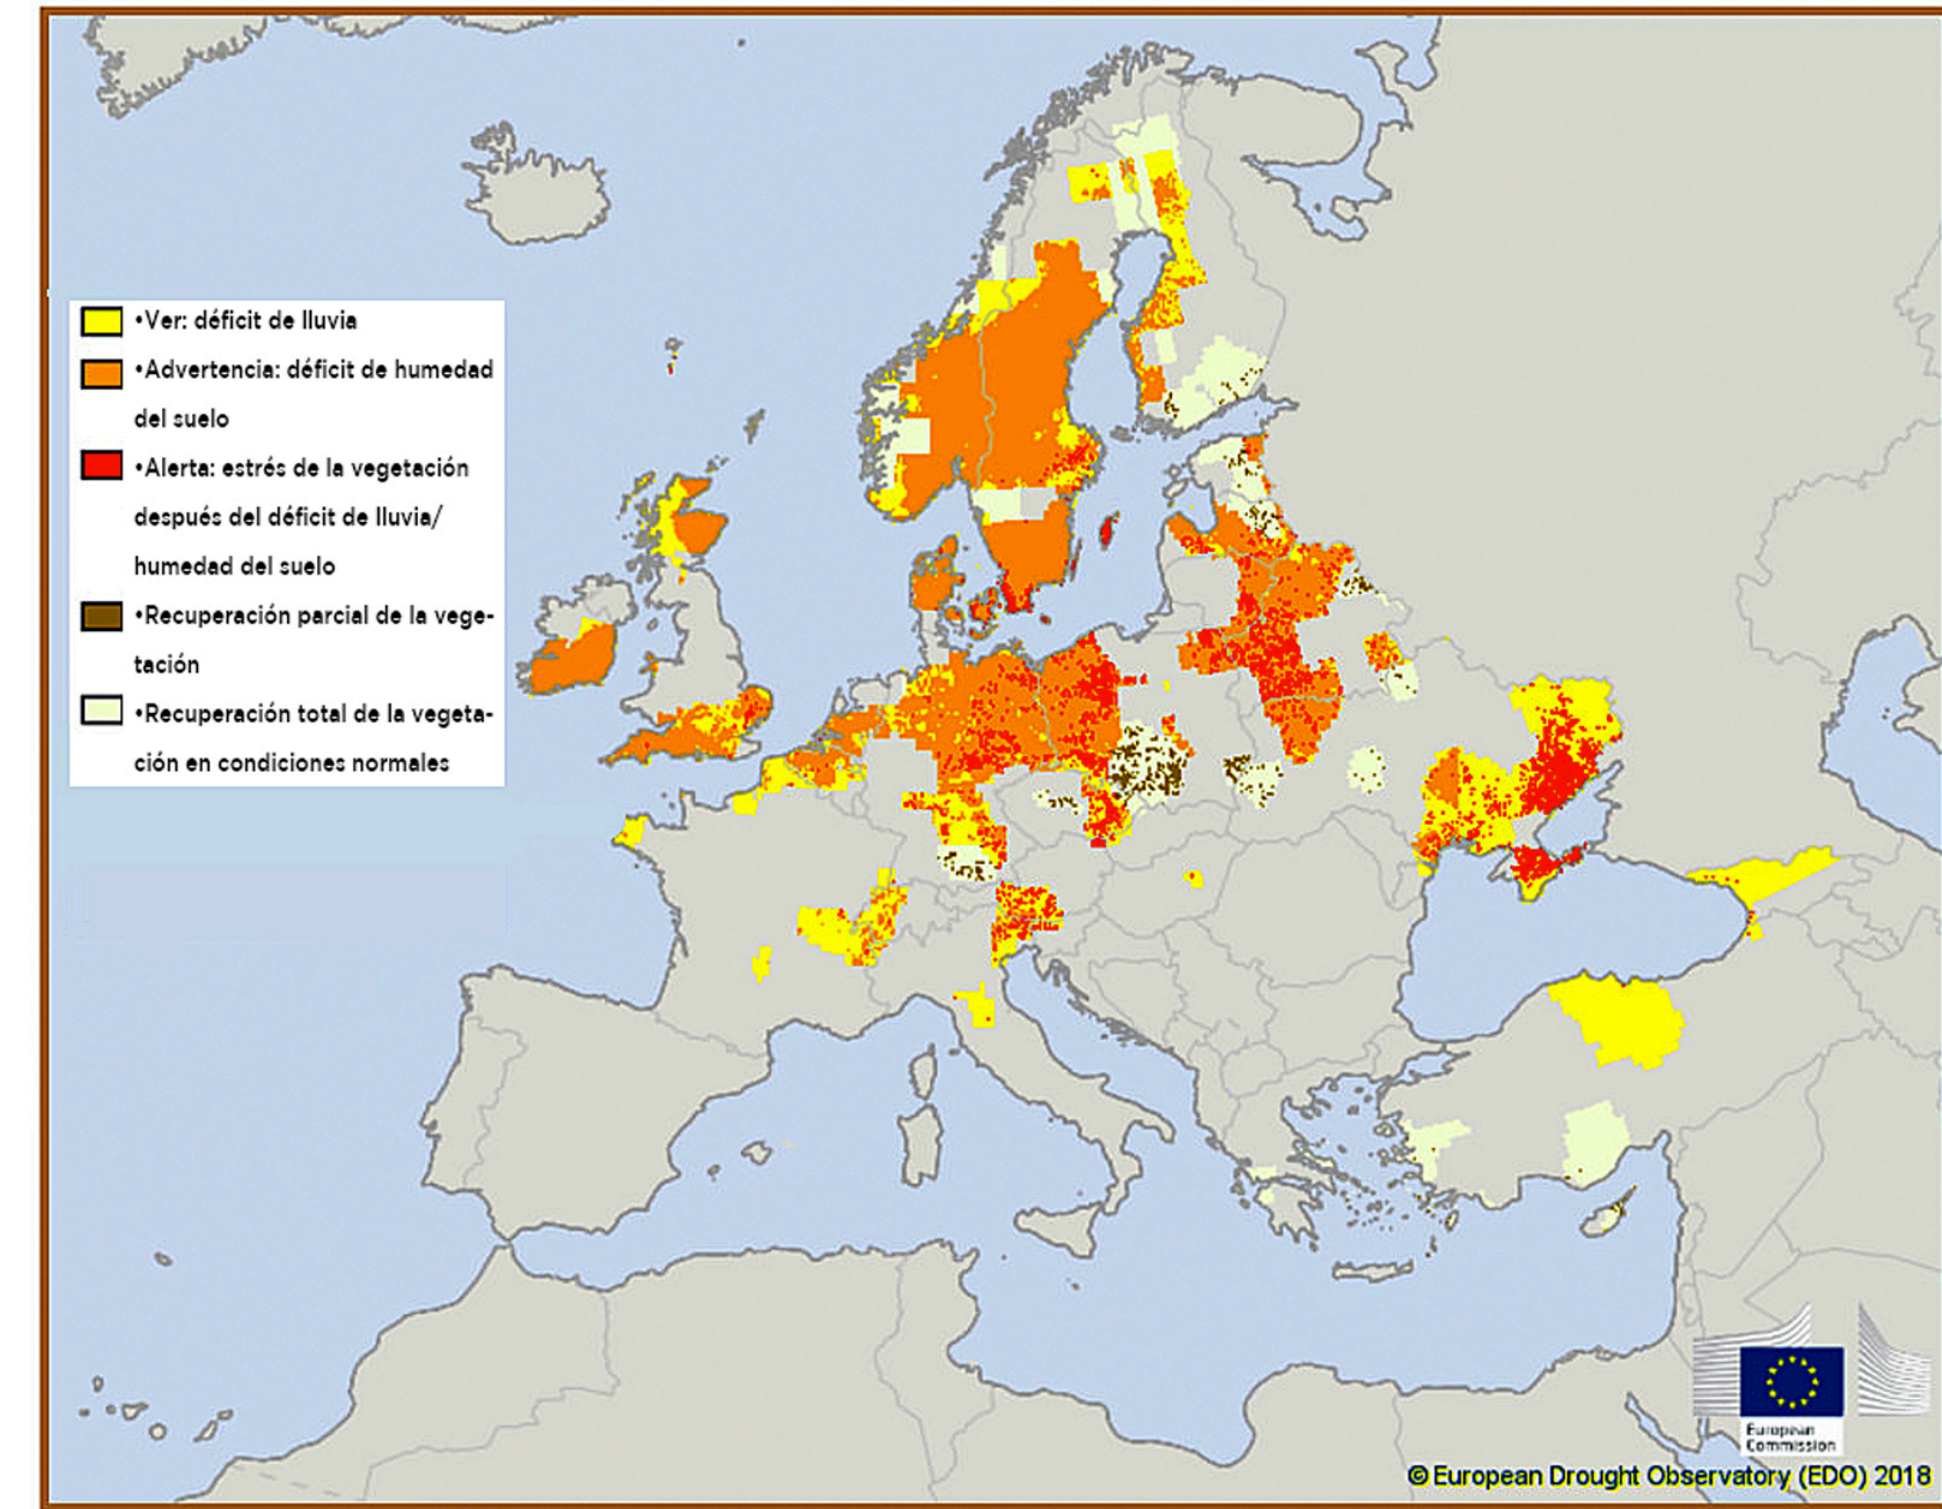 •Ver: déficit de lluvia
•Advertencia: déficit de humedad
del suelo
•Alerta: estrés de la vegetación
después del déficit de lluvia/
humedad del suelo
•Recuperación parcial de la vege-
tación
•Recuperación total de la vegeta-
ción en condiciones normales
European
Commission
© European Drought Observatory (EDO) 2018